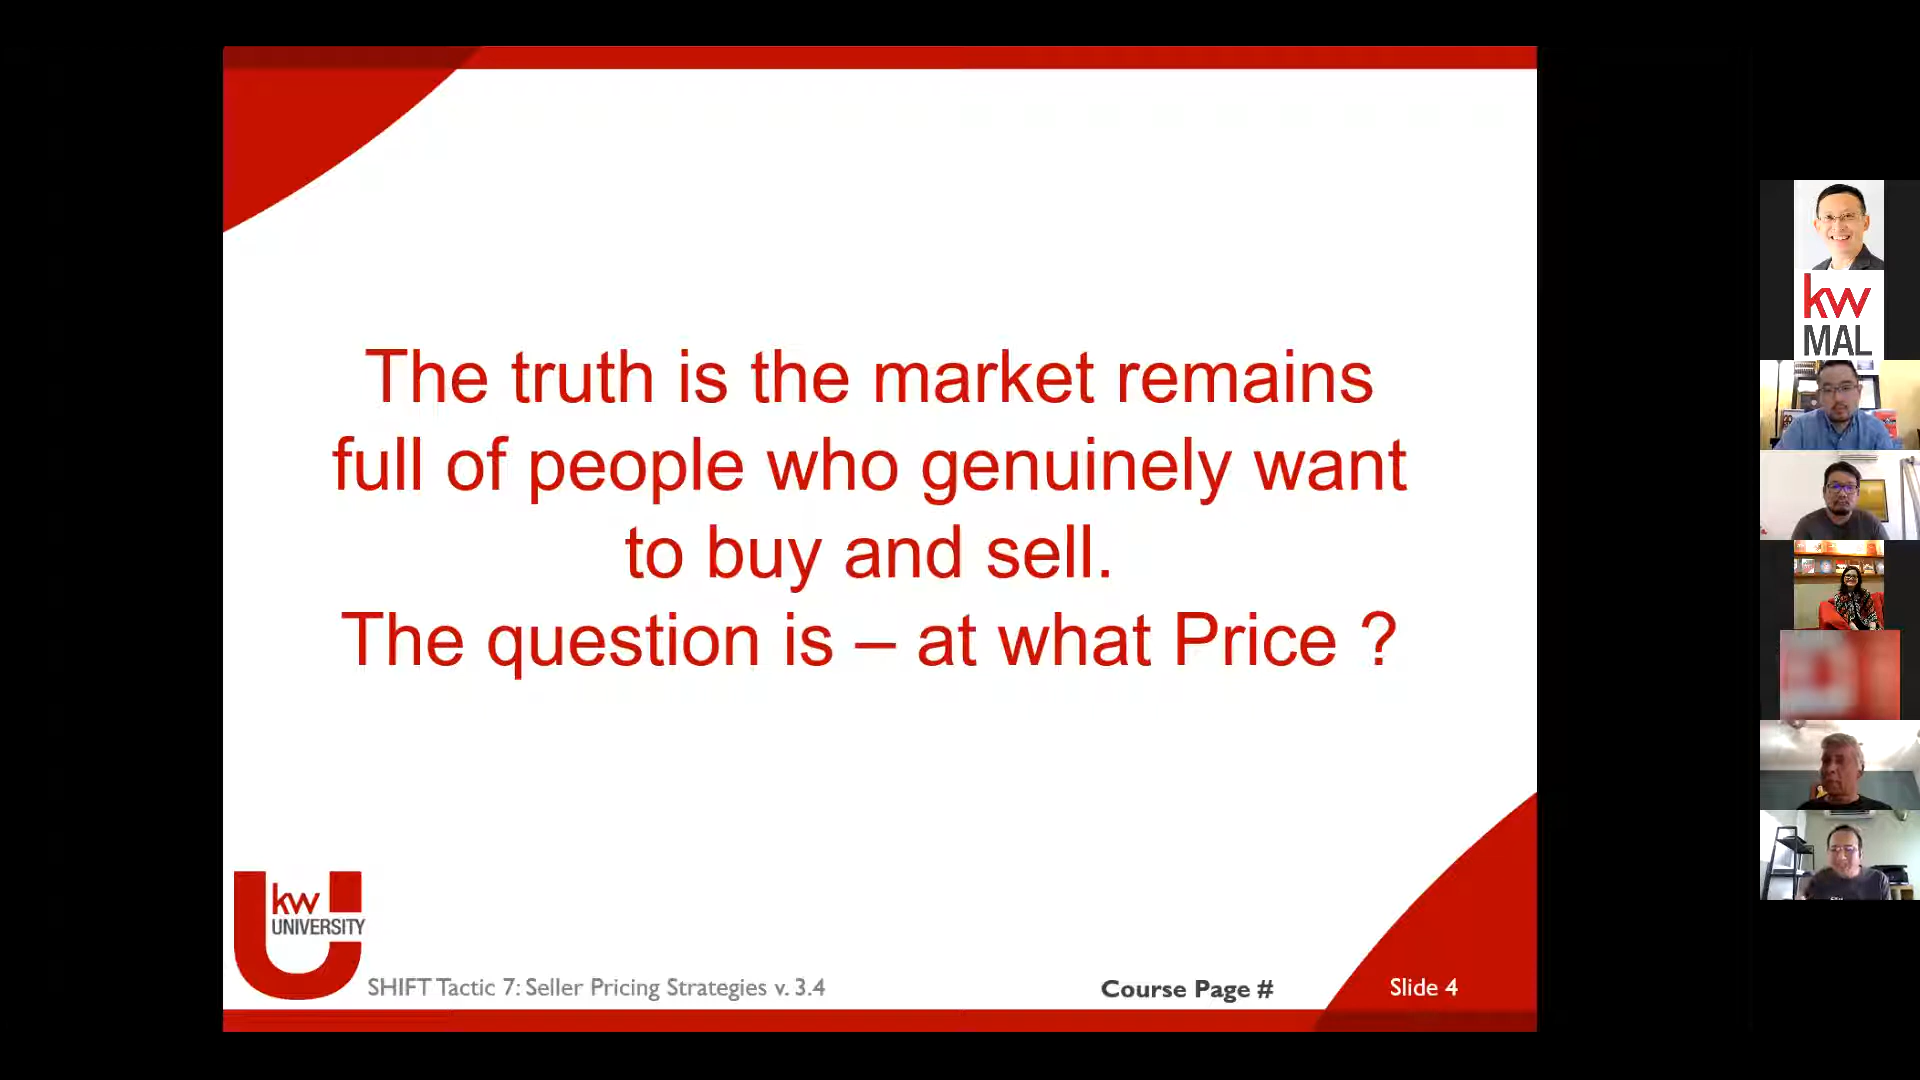 The truth is the market remains
full of people who genuinely want
to buy and sell.
The question is – at what Price ?
kw
UNIVERSITY
SHIFT Tactic 7: Seller Pricing Strategies v. 3.4
Course Page #
Slide 4
kw
MAL